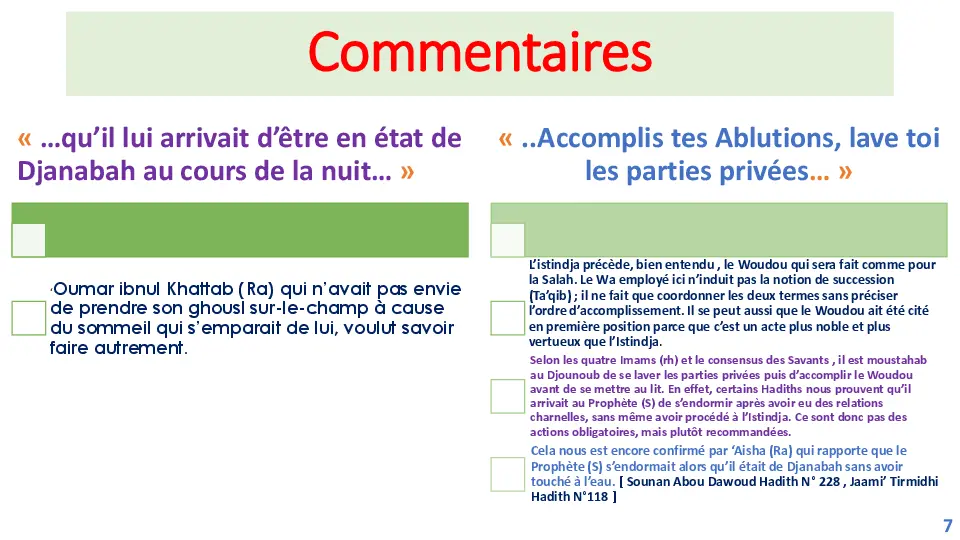 Commentaires
« …qu’il lui arrivait d’être en état de
Djanabah au cours de la nuit… »
·Oumar ibnul Khattab (Ra) qui n’avait pas envie
de prendre son ghousl sur-le-champ à cause
du sommeil qui s’emparait de lui, voulut savoir
faire autrement.
« ..Accomplis tes Ablutions, lave toi
les parties privées… »
L’istindja précède, bien entendu , le Woudou qui sera fait comme pour
la Salah. Le Wa employé ici n’induit pas la notion de succession
(Ta’qib) ; il ne fait que coordonner les deux termes sans préciser
l’ordre d’accomplissement. Il se peut aussi que le Woudou ait été cité
en première position parce que c’est un acte plus noble et plus
vertueux que l’Istindja.
Selon les quatre Imams (rh) et le consensus des Savants , il est moustahab
au Djounoub de se laver les parties privées puis d’accomplir le Woudou
avant de se mettre au lit. En effet, certains Hadiths nous prouvent qu’il
arrivait au Prophète (S) de s’endormir après avoir eu des relations
charnelles, sans même avoir procédé à l’Istindja. Ce sont donc pas des
actions obligatoires, mais plutôt recommandées.
Cela nous est encore confirmé par ‘Aisha (Ra) qui rapporte que le
Prophète (S) s’endormait alors qu’il était de Djanabah sans avoir
touché à l’eau. [ Sounan Abou Dawoud Hadith N° 228 , Jaami’ Tirmidhi
Hadith N°118 ]
7